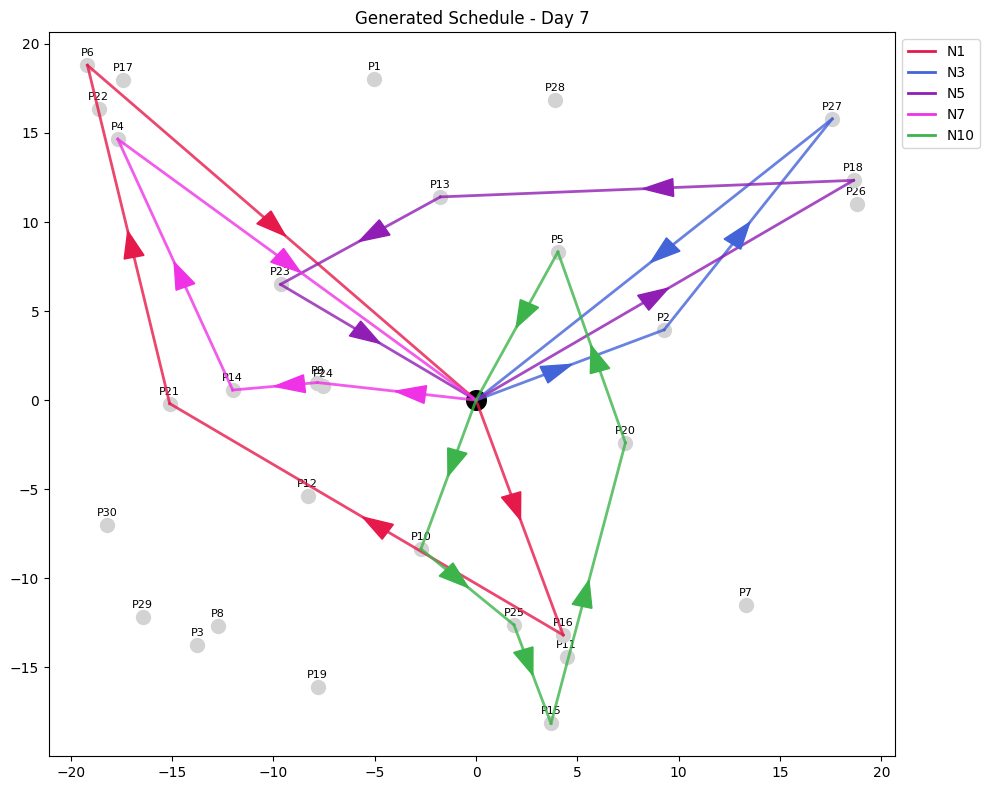 Generated Schedule - Day 7
N1
N3
N5
N7
N10
P6
P17
P1
P22
P28
P4
P27
P18
P26
P13
P5
P23
P2
P9
P24
P14
P21
P20
P12
P30
P10
P7
P29
P8
P25
P16
P3
P11
P19
P15
20
15
10
5
0
−5
−10
−15
−20
−15
−10
−5
0
5
10
15
20